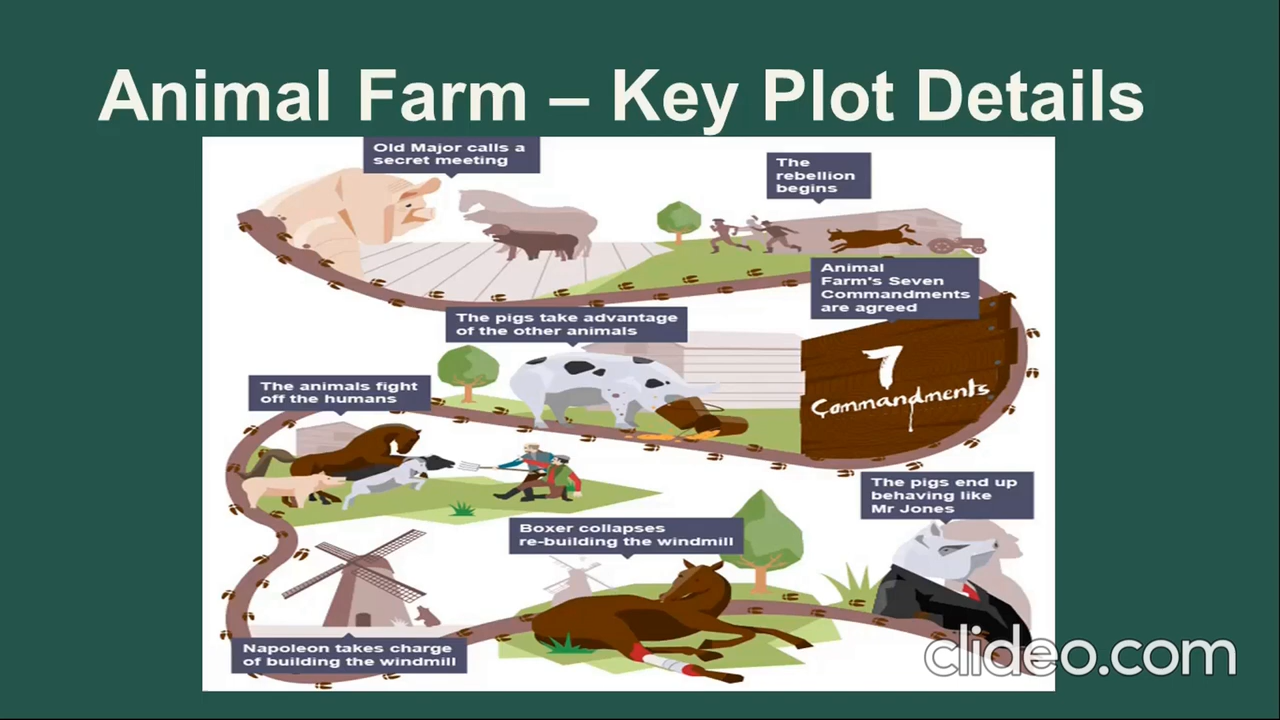 Animal Farm – Key Plot Details
Old Major calls a
secret meeting
The
rebellion
begins
Animal
Farm's Seven
Commandments
are agreed
7
Commandments
The pigs take advantage
of the other animals
The animals fight
off the humans
Napoleon takes charge
of building the windmill
Boxer collapses
re-building the windmill
The pigs end up
behaving like
Mr Jones
clideo.com